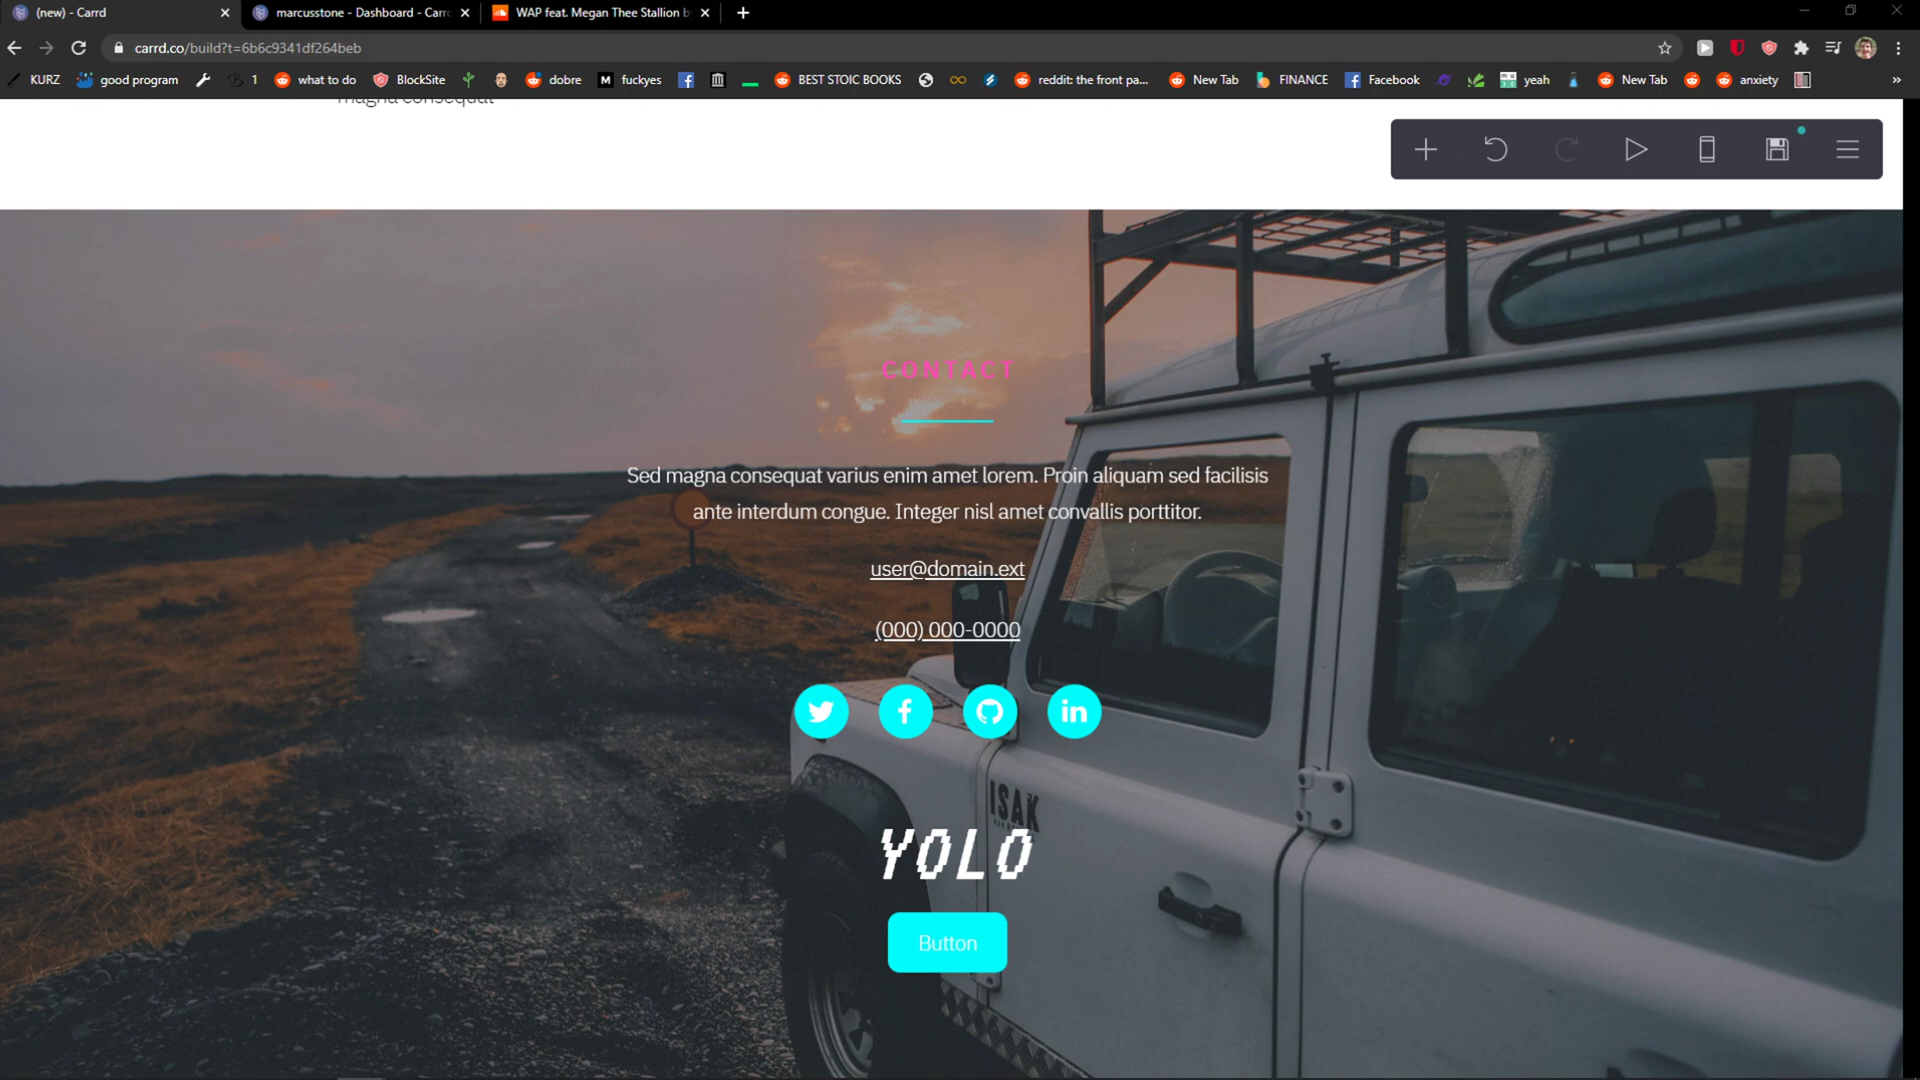 (new) - Carrd
marcusstone - Dashboard - Carr
WAP feat. Megan Thee Stallion b
carrd.co/build?t=6b6c9341df264beb
KURZ
good program
1
what to do
BlockSite
dobre
fuckyes
BEST STOIC BOOKS
reddit: the front pa...
New Tab
FINANCE
Facebook
yeah
New Tab
anxiety
»
magna consequat
CONTACT
Sed magna consequat varius enim amet lorem. Proin aliquam sed facilisis
ante interdum congue. Integer nisl amet convallis porttitor.
user@domain.ext
(000) 000-0000
ISAK
YOLO
Button